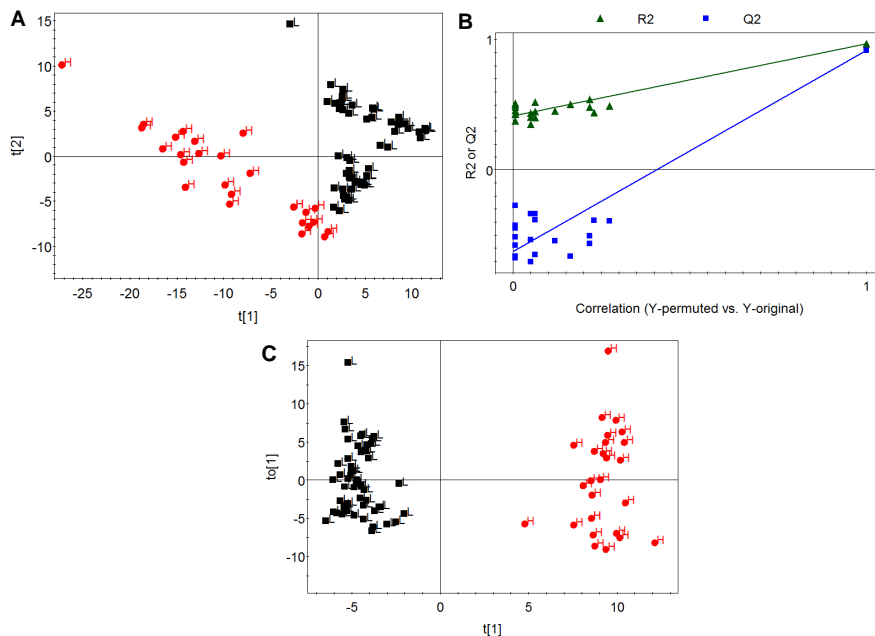 A
15
10
5
0
-5
-10
t[2]
-25 -20 -15 -10 -5 0 5 10
t[1]
L
H
B
R2 Q2
1
0
R2 or Q2
0 1
Correlation (Y-permuted vs. Y-original)
C
15
10
5
0
-5
-10
to[1]
-5 0 5 10
t[1]
L
H